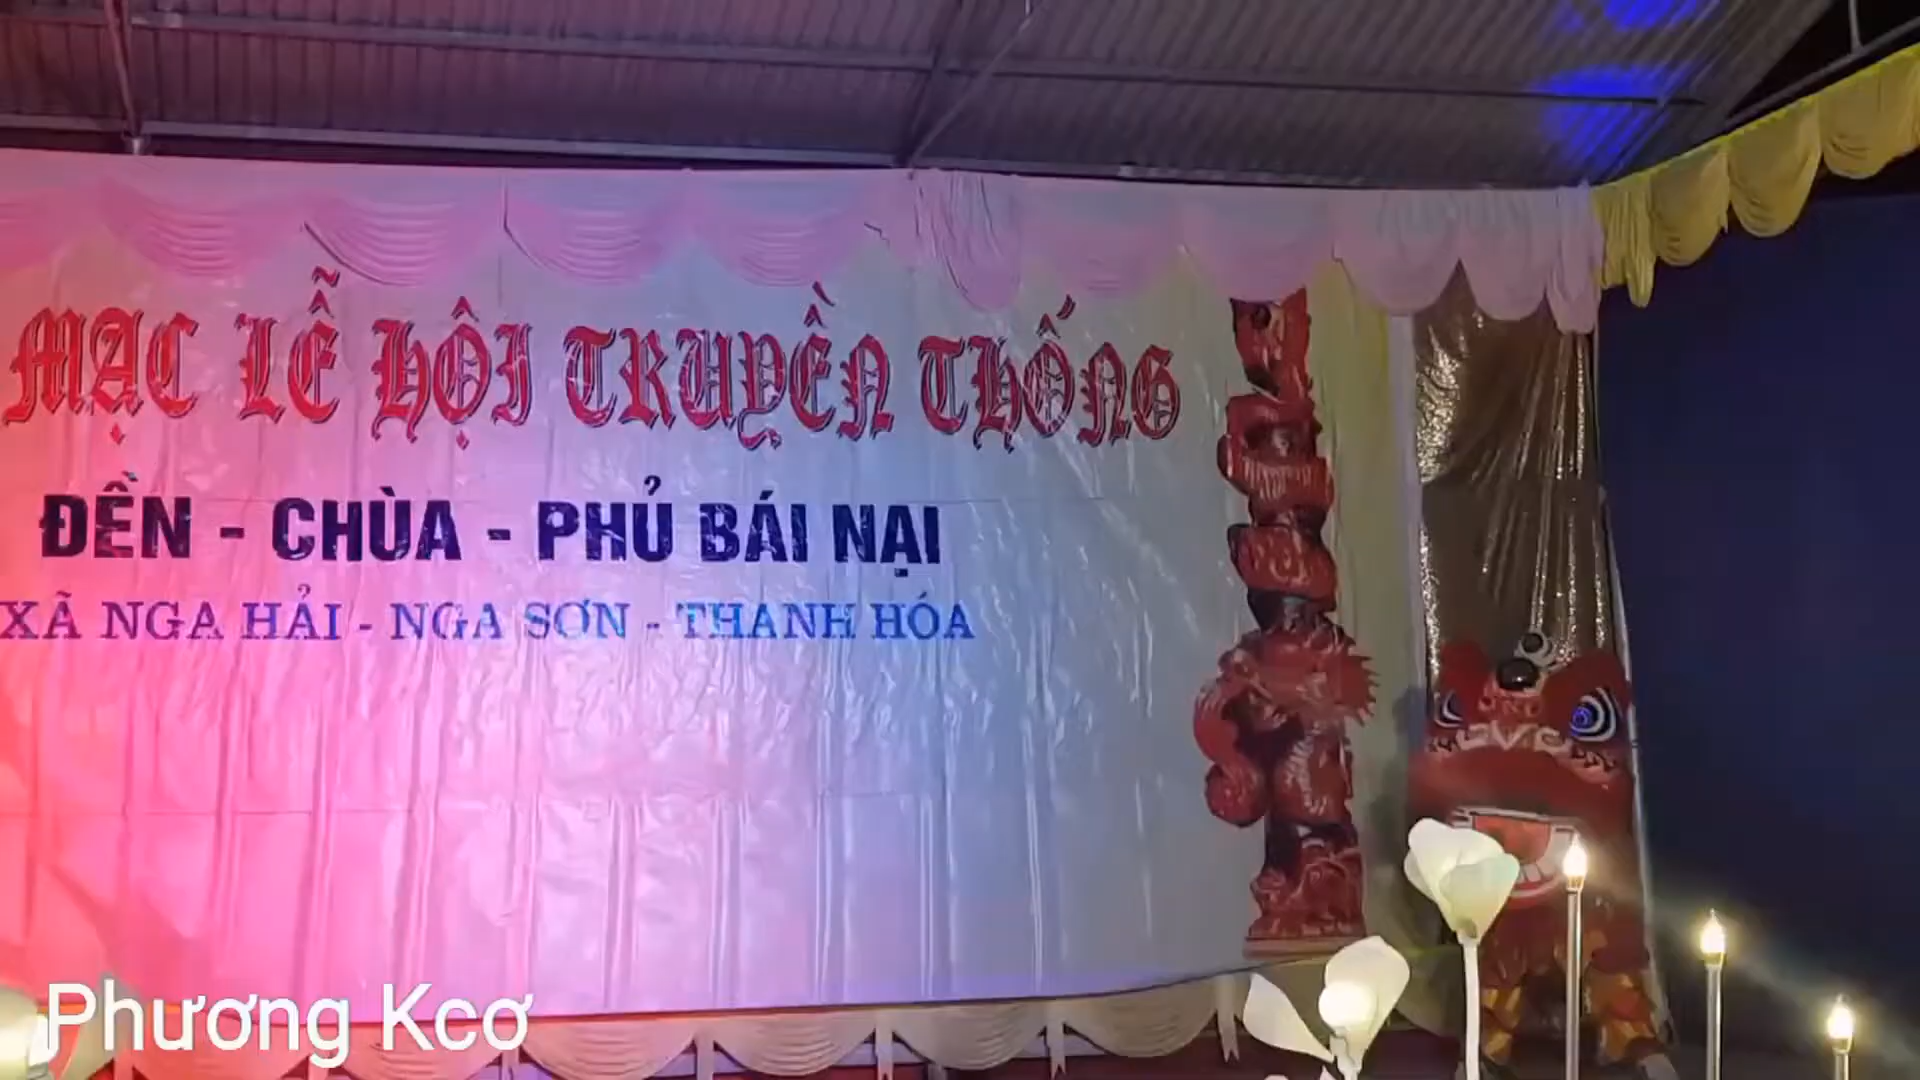 MẠC LỄ HỘI TRUYỀN THỐNG
ĐỀN - CHÙA - PHỦ BÁI NẠI
XÃ NGA HẢI - NGA SƠN - THANH HÓA
Phương Kcơ